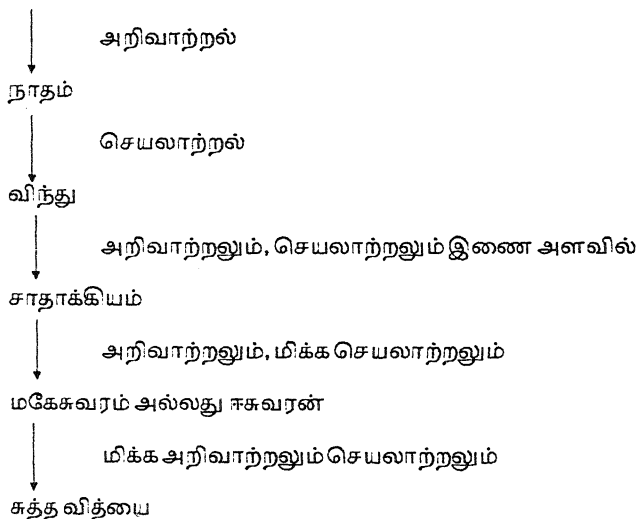 அறிவாற்றல்
நாதம்
செயலாற்றல்
விந்து
அறிவாற்றலும், செயலாற்றலும் இணை அளவில்
சாதாக்கியம்
அறிவாற்றலும், மிக்க செயலாற்றலும்
மகேசுவரம் அல்லது ஈசுவரன்
மிக்க அறிவாற்றலும் செயலாற்றலும்
சுத்த வித்யை